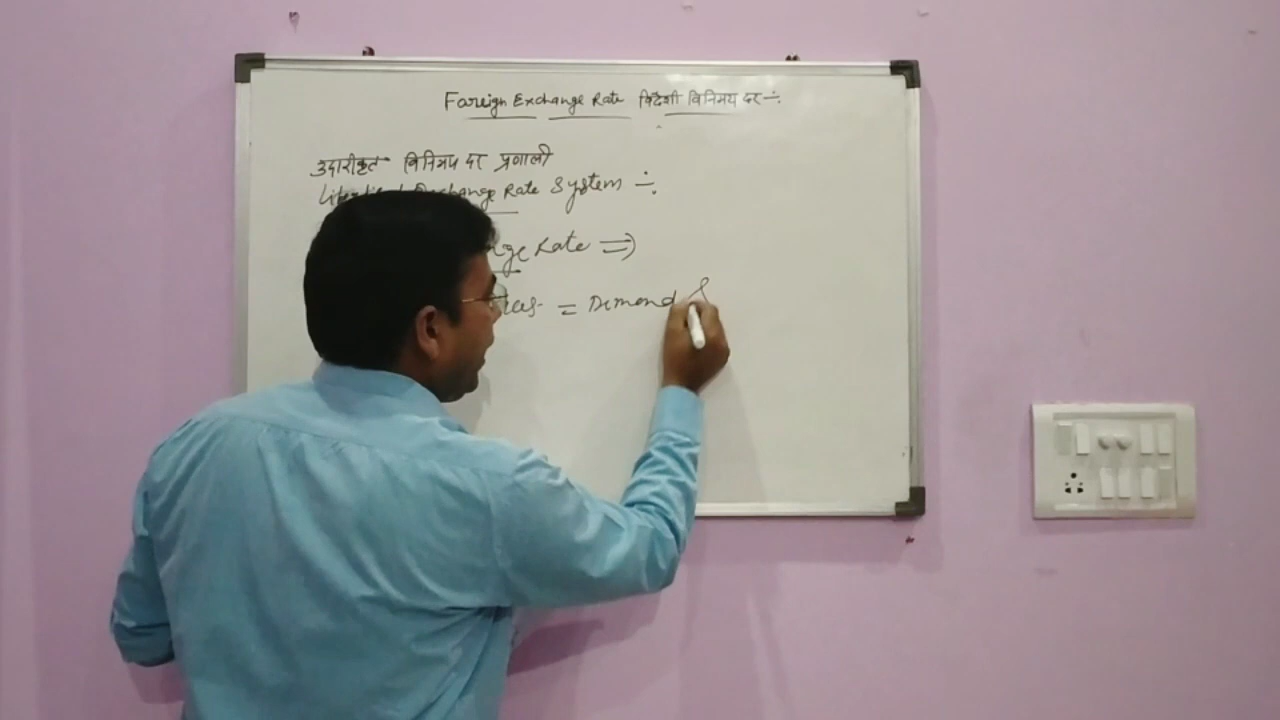 Foreign Exchange Rate विदेशी विनिमय दर ÷.
उदारीकृत विनिमय दर प्रणाली
Exchange Rate System ÷.
Rate ⇒
= Demand &